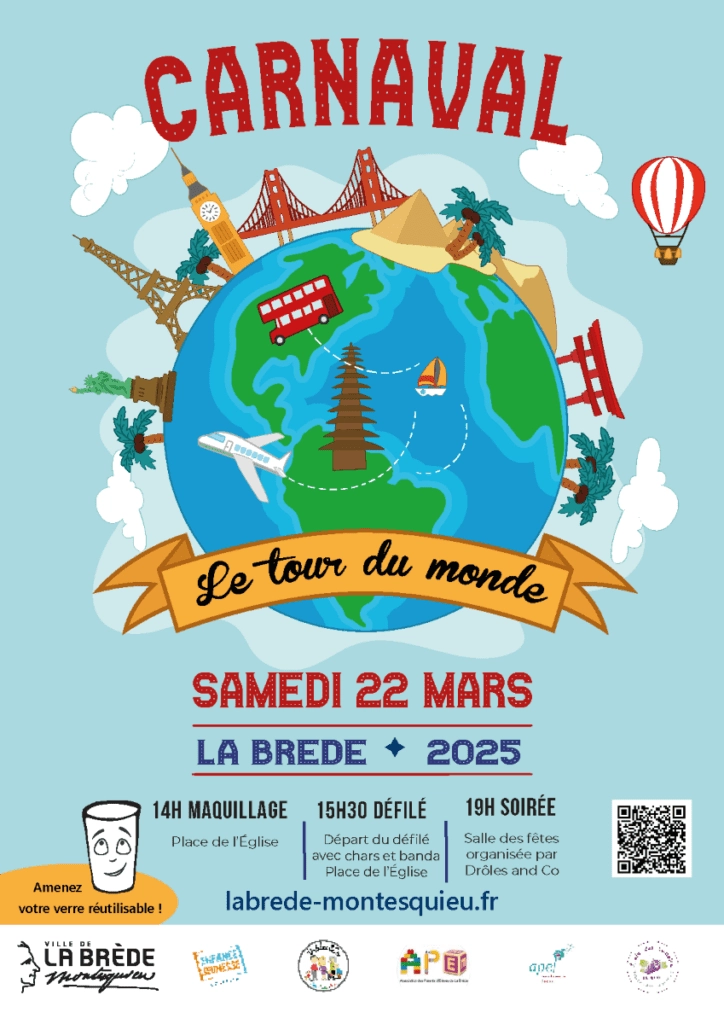 CARNAVAL
Le tour du monde
SAMEDI 22 MARS
LA BREDE 2025
14H MAQUILLAGE
Place de l'Église
15H30 DÉFILÉ
Départ du défilé
avec chars et banda
Place de l'Église
19H SOIRÉE
Salle des fêtes
organisée par
Drôles and Co
Amenez
votre verre réutilisable !
labrede-montesquieu.fr
VILLE DE
LA BRÈDE
Montesquieu
ENFANCE
JEUNESSE
APE
apel